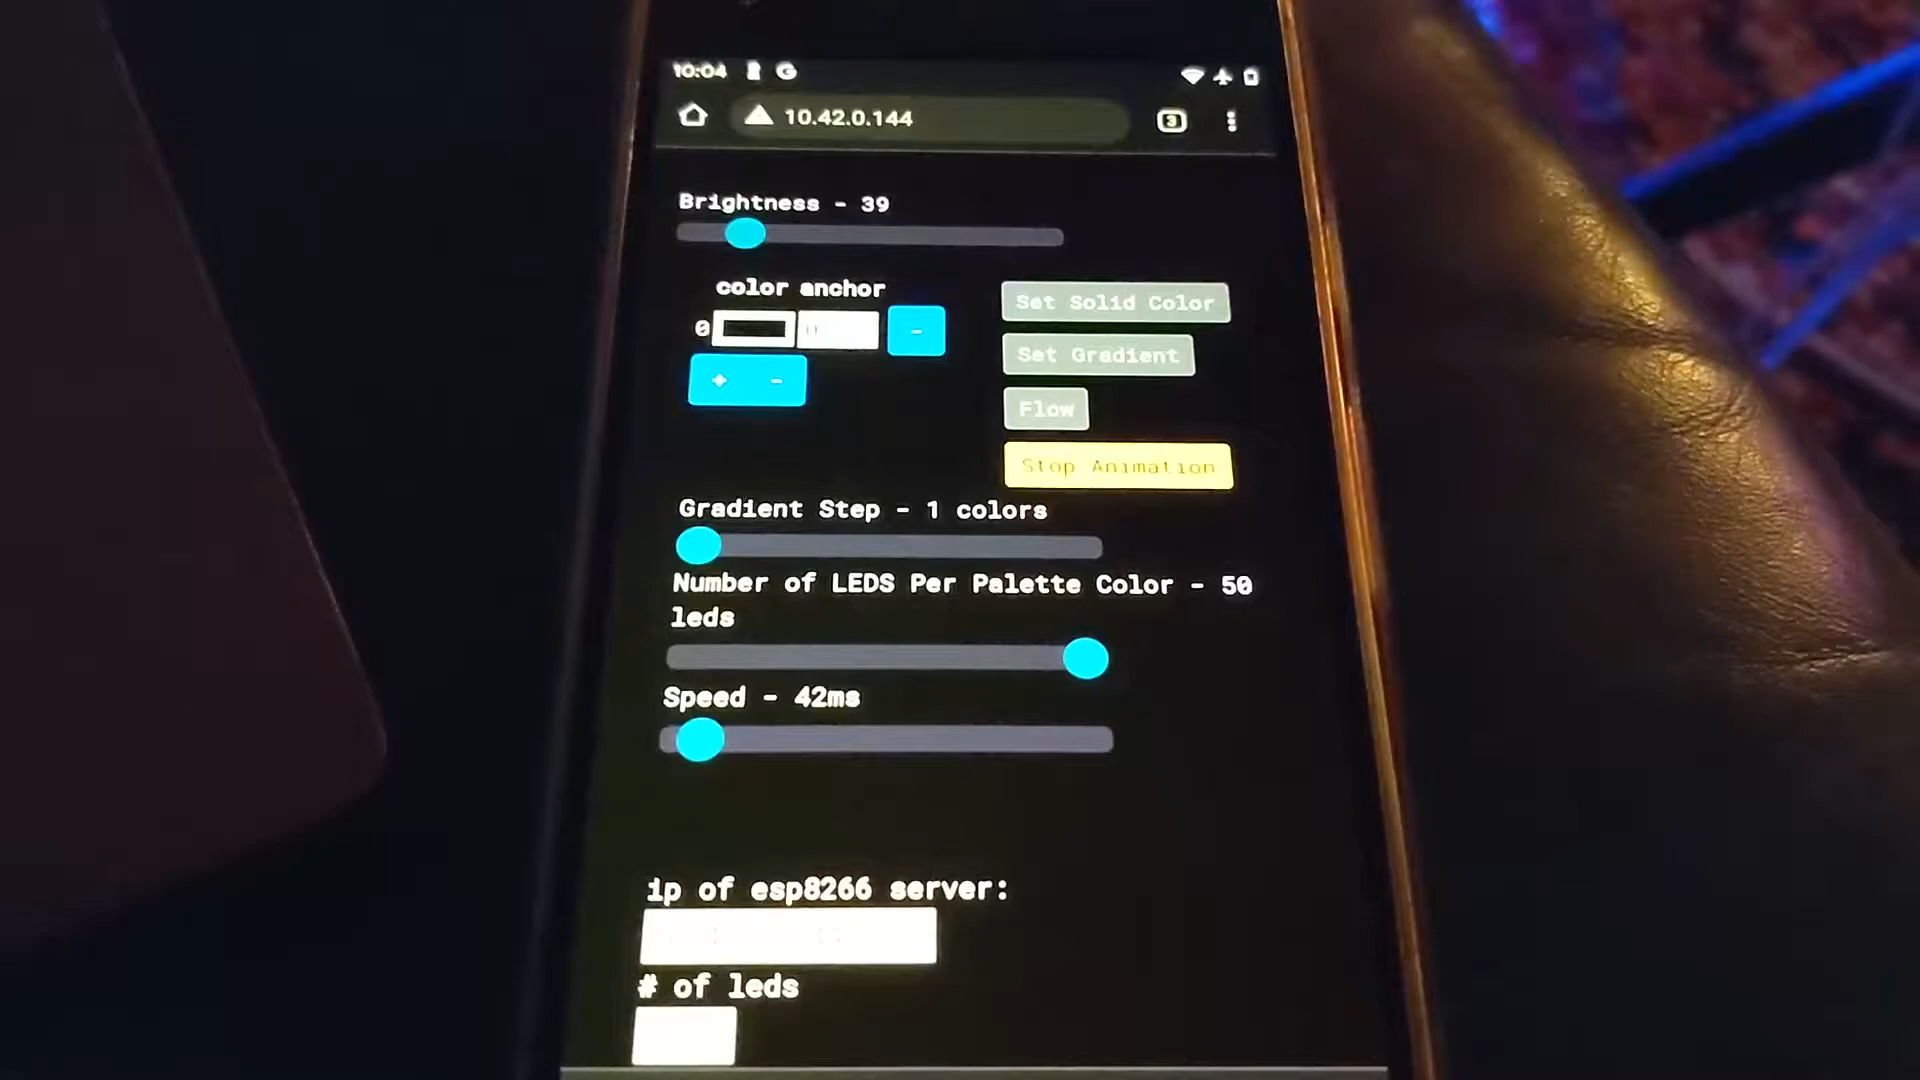 10:04
10.42.0.144
3
Brightness - 39
color anchor
0
-
+ -
Set Solid Color
Set Gradient
Flow
Stop Animation
Gradient Step - 1 colors
Number of LEDS Per Palette Color - 50
leds
Speed - 42ms
ip of esp8266 server:
# of leds